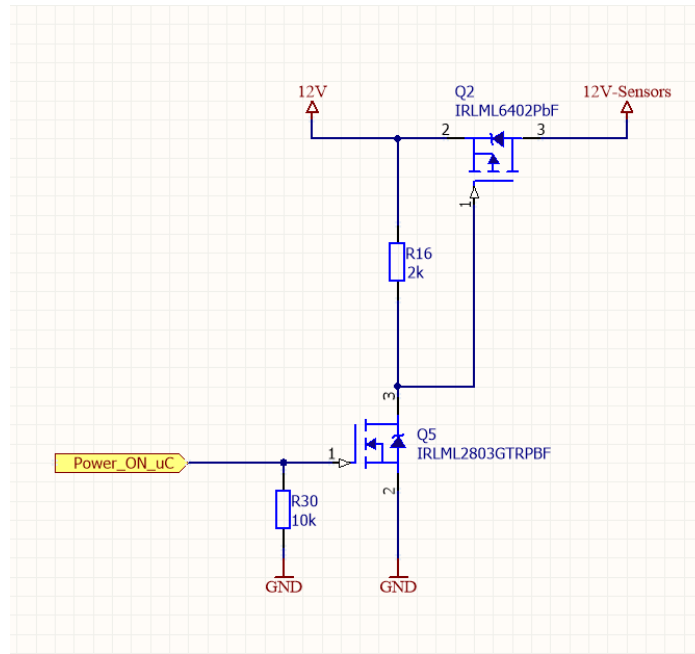 12V
Q2
IRLML6402PbF
12V-Sensors
2
3
1
R16
2k
3
Q5
IRLML2803GTRPBF
Power_ON_uC
1
2
R30
10k
GND
GND